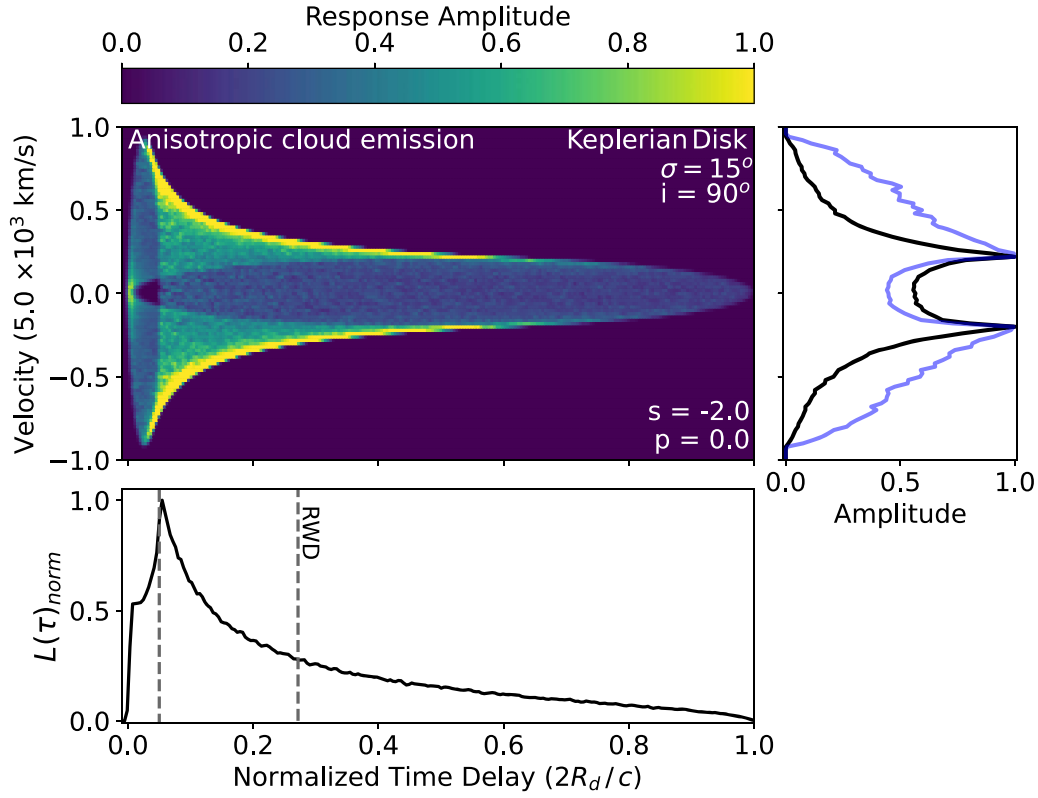 Response Amplitude
0.0 0.2 0.4 0.6 0.8 1.0
Anisotropic cloud emission
Keplerian Disk
σ = 15°
i = 90°
s = -2.0
p = 0.0
Velocity (5.0 ×10³ km/s)
1.0
0.5
0.0
−0.5
−1.0
0.0 0.5 1.0
Amplitude
RWD
L(τ)norm
1.0
0.5
0.0
0.0 0.2 0.4 0.6 0.8 1.0
Normalized Time Delay (2Rd/c)